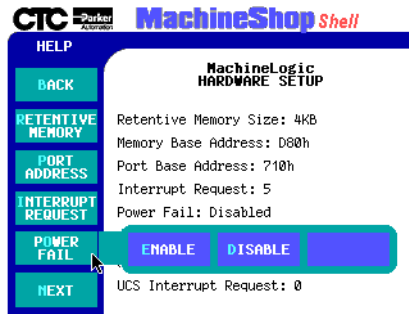 CTC Parker Automation MachineShop Shell
HELP
BACK
RETENTIVE MEMORY
PORT ADDRESS
INTERRUPT REQUEST
POWER FAIL
NEXT
MachineLogic
HARDWARE SETUP
Retentive Memory Size: 4KB
Memory Base Address: D80h
Port Base Address: 710h
Interrupt Request: 5
Power Fail: Disabled
ENABLE DISABLE
UCS Interrupt Request: 0